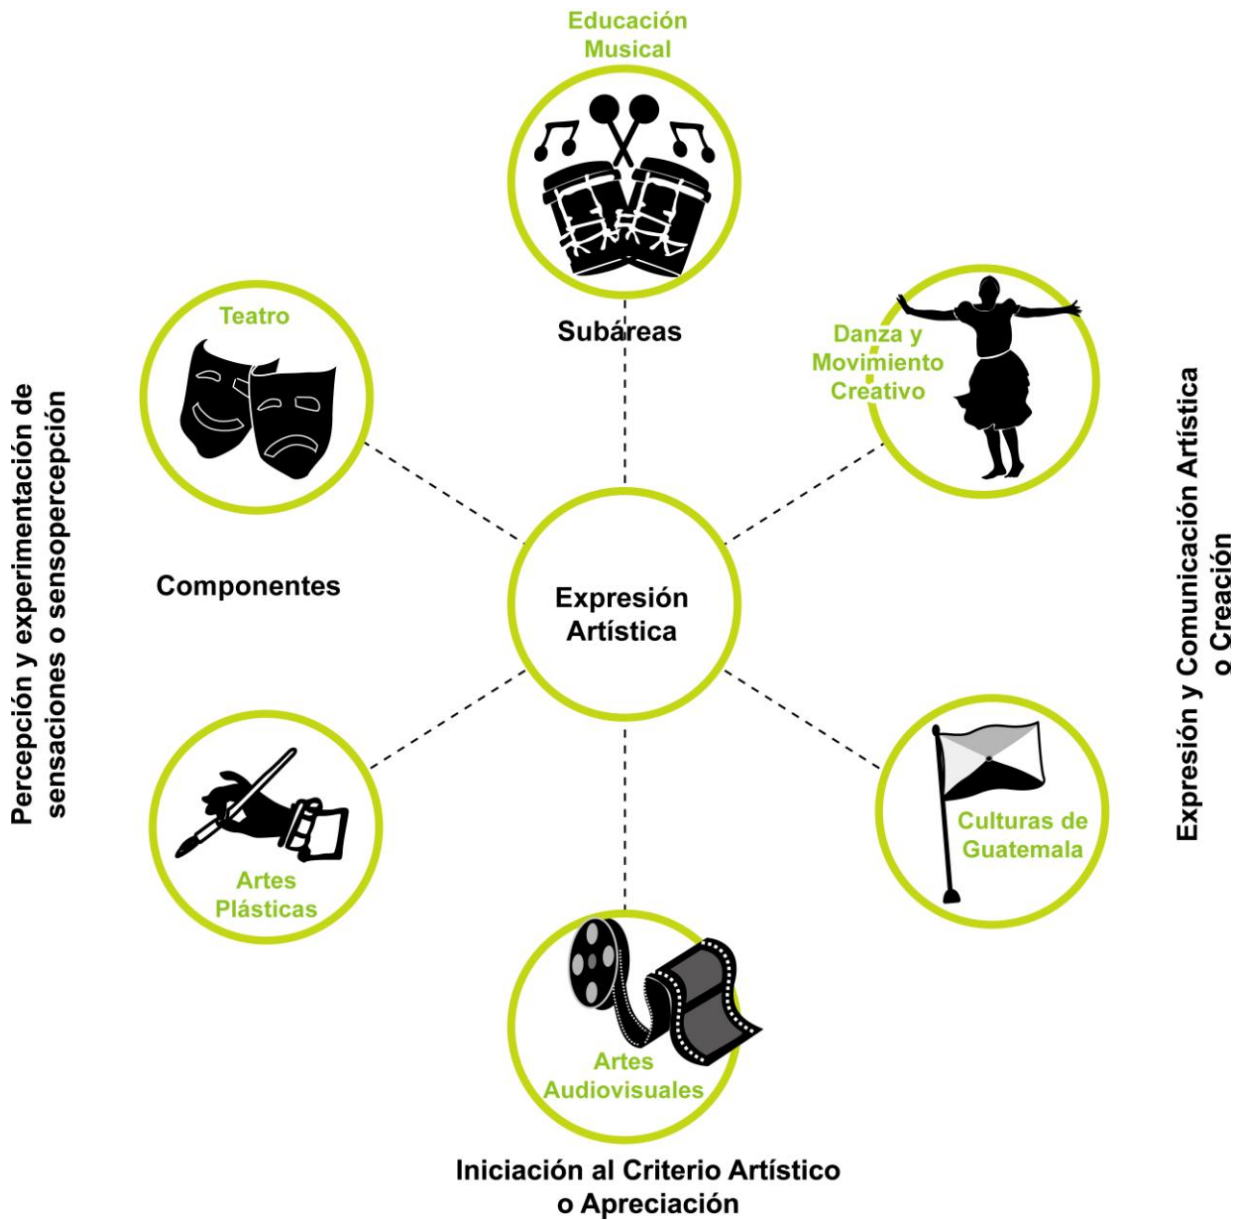 Educación
Musical
Subáreas
Teatro
Danza y
Movimiento
Creativo
Percepción y experimentación de
sensaciones o sensopercepción
Componentes
Expresión
Artística
Expresión y Comunicación Artística
o Creación
Artes
Plásticas
Culturas de
Guatemala
Artes
Audiovisuales
Iniciación al Criterio Artístico
o Apreciación